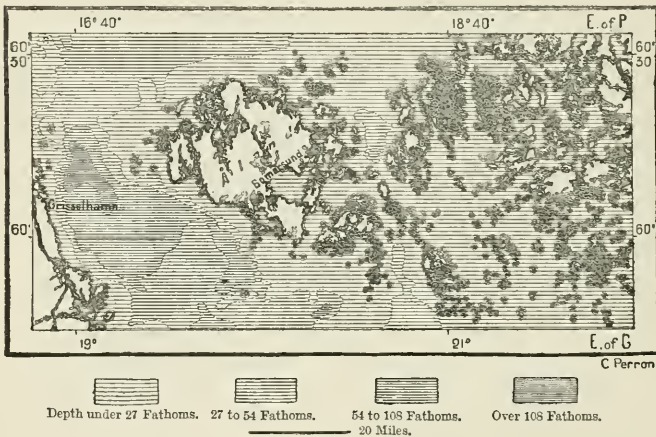 16°40' 18°40' E. of P
60° 50' 60° 30'
Grisselhamn
Bomarsund
60° 60°
19° 21° E. of G
C Perron
Depth under 27 Fathoms. 27 to 54 Fathoms. 54 to 108 Fathoms. Over 108 Fathoms.
20 Miles.